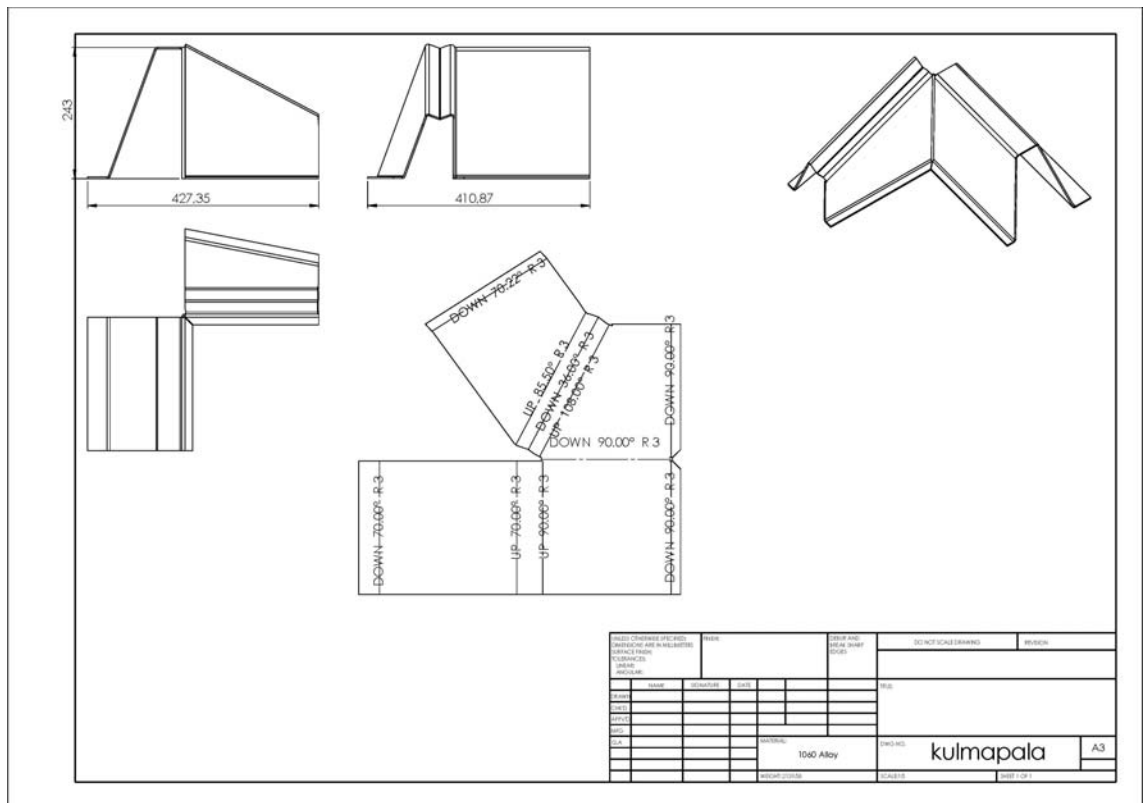 243
427.35
410.87
DOWN 70.22° R 3
UP 85.50° R 3
DOWN 36.00° R 3
UP 108.00° R 3
DOWN 90.00° R 3
DOWN 90.00° R 3
DOWN 70.00° R 3
UP 70.00° R 3
UP 90.00° R 3
DOWN 90.00° R 3
UNLESS OTHERWISE SPECIFIED:
DIMENSIONS ARE IN MILLIMETERS
SURFACE FINISH:
TOLERANCES:
LINEAR:
ANGULAR:
FINISH:
DEBUR AND
BREAK SHARP
EDGES
DO NOT SCALE DRAWING
REVISION
NAME
SIGNATURE
DATE
TITLE:
DRAWN
CHK'D
APPV'D
MFG
Q.A
MATERIAL:
1060 Alloy
DWG NO.
kulmapala
A3
WEIGHT:
SHEET 1 OF 1